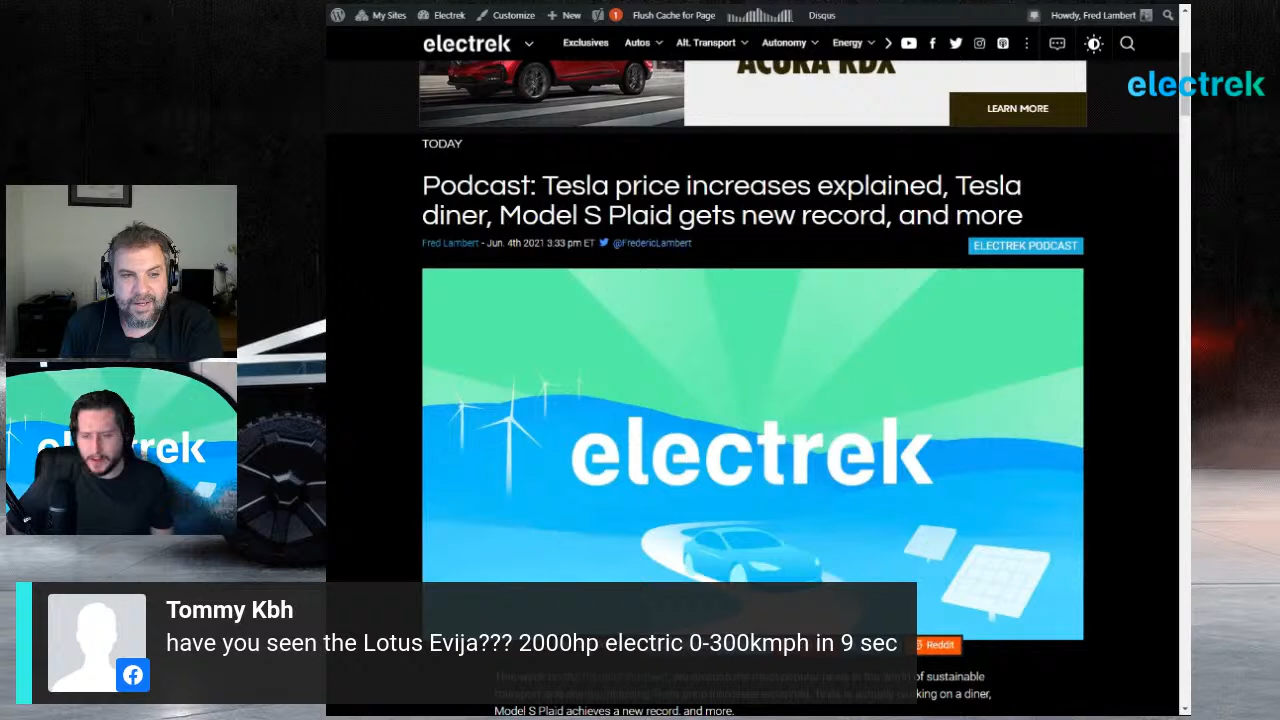 My Sites Electrek Customize New 1 Flush Cache for Page Disqus Howdy, Fred Lambert
electrek Exclusives Autos Alt. Transport Autonomy Energy
ACURA RDX
LEARN MORE
electrek
TODAY
Podcast: Tesla price increases explained, Tesla
diner, Model S Plaid gets new record, and more
Fred Lambert - Jun. 4th 2021 3:33 pm ET @FredericLambert
ELECTREK PODCAST
electrek
trek
Tommy Kbh
have you seen the Lotus Evija??? 2000hp electric 0-300kmph in 9 sec
Reddit
of sustainable
king on a diner,
Model S Plaid achieves a new record, and more.